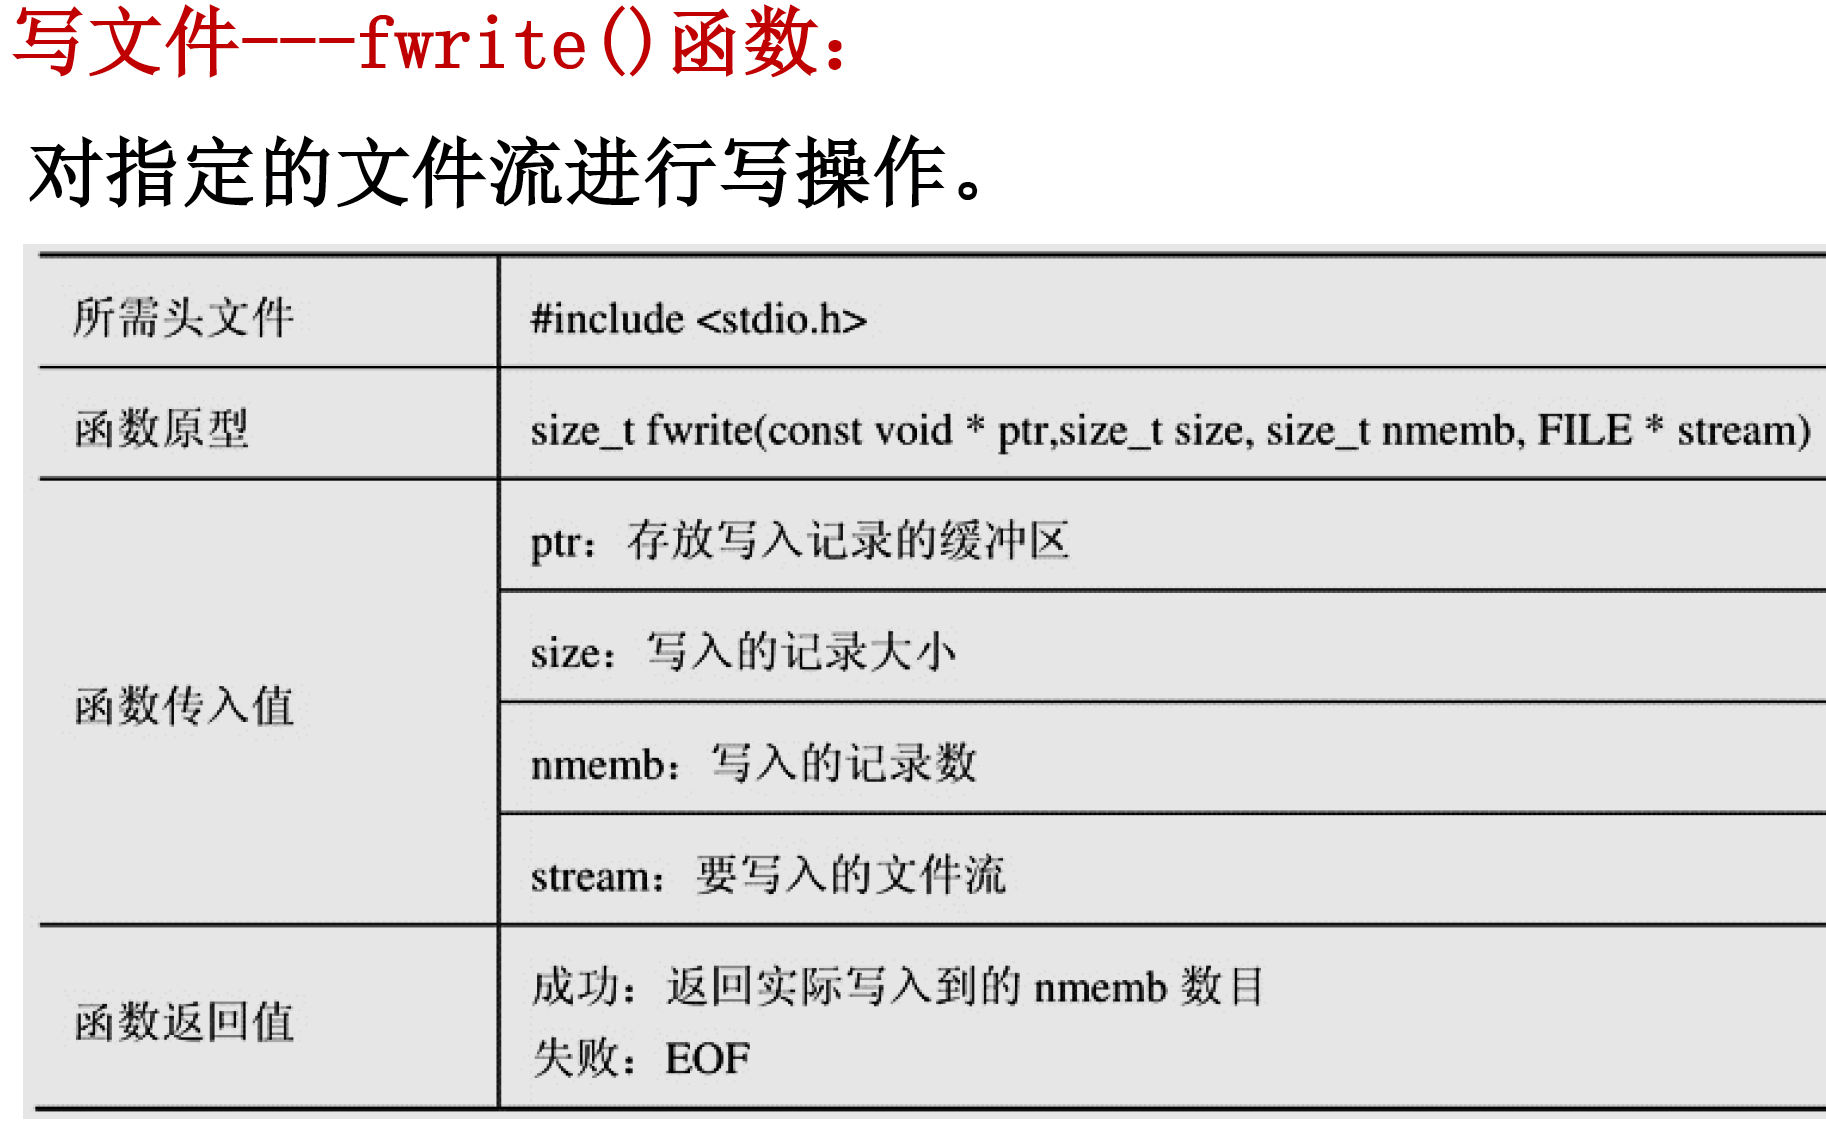 写文件---fwrite()函数：
对指定的文件流进行写操作。
所需头文件 #include <stdio.h>
函数原型 size_t fwrite(const void * ptr,size_t size, size_t nmemb, FILE * stream)
函数传入值
ptr：存放写入记录的缓冲区
size：写入的记录大小
nmemb：写入的记录数
stream：要写入的文件流
函数返回值
成功：返回实际写入到的 nmemb 数目
失败：EOF